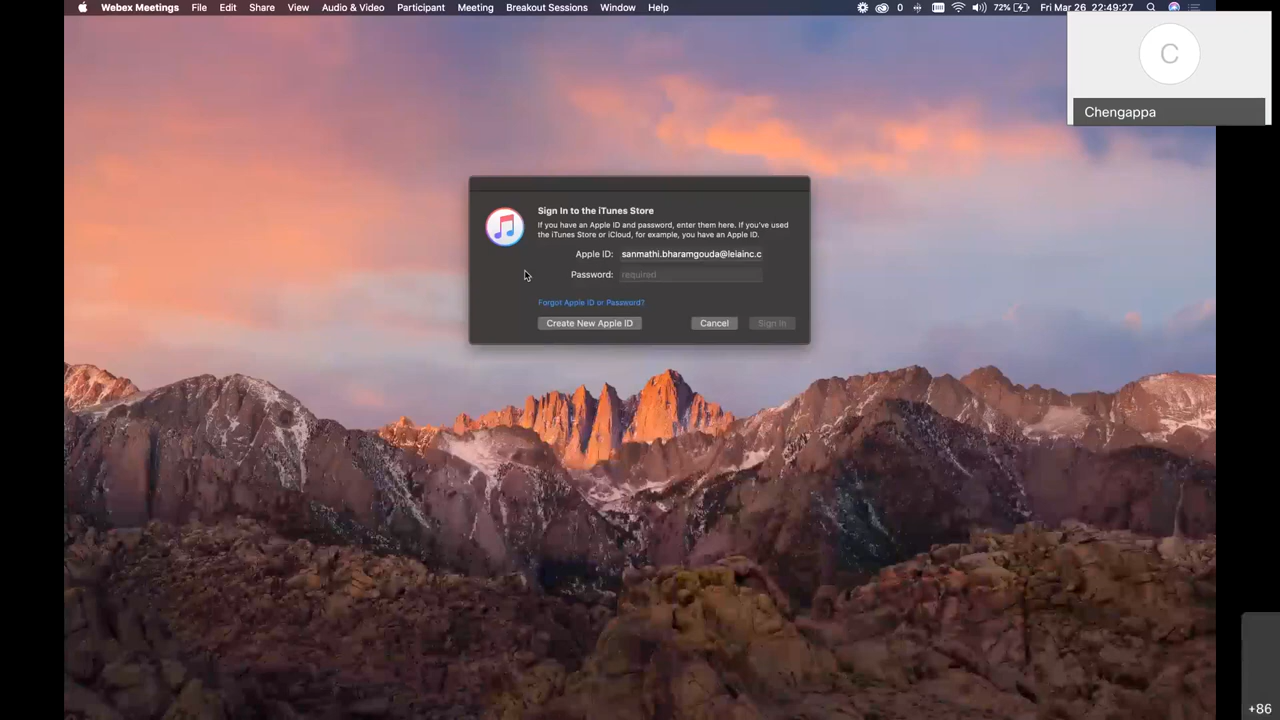 Webex Meetings File Edit Share View Audio & Video Participant Meeting Breakout Sessions Window Help 0 72% Fri Mar 26 22:49:27
C
Chengappa
Sign In to the iTunes Store
If you have an Apple ID and password, enter them here. If you've used
the iTunes Store or iCloud, for example, you have an Apple ID.
Apple ID: sanmathi.bharamgouda@leiainc.c
Password: required
Forgot Apple ID or Password?
Create New Apple ID Cancel Sign In
+86